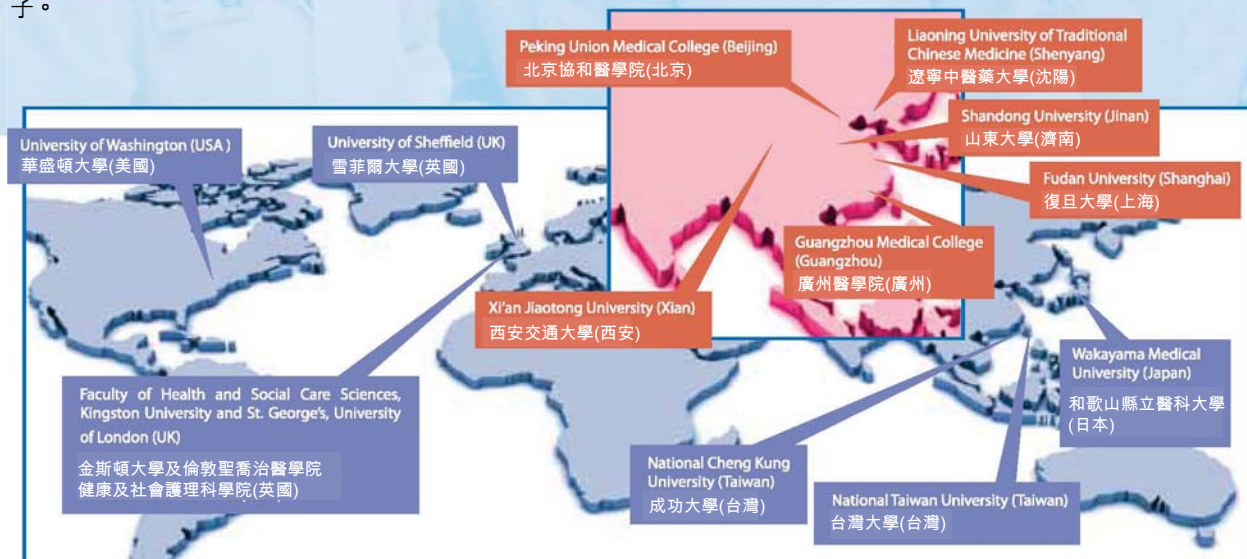 子。
Peking Union Medical College (Beijing)
北京協和醫學院(北京)
Liaoning University of Traditional
Chinese Medicine (Shenyang)
遼寧中醫藥大學(沈陽)
Shandong University (Jinan)
山東大學(濟南)
Fudan University (Shanghai)
復旦大學(上海)
Guangzhou Medical College
(Guangzhou)
廣州醫學院(廣州)
Xi'an Jiaotong University (Xian)
西安交通大學(西安)
University of Washington (USA )
華盛頓大學(美國)
University of Sheffield (UK)
雪菲爾大學(英國)
Faculty of Health and Social Care Sciences,
Kingston University and St. George's, University
of London (UK)
金斯頓大學及倫敦聖喬治醫學院
健康及社會護理科學院(英國)
National Cheng Kung
University (Taiwan)
成功大學(台灣)
National Taiwan University (Taiwan)
台灣大學(台灣)
Wakayama Medical
University (Japan)
和歌山縣立醫科大學
(日本)